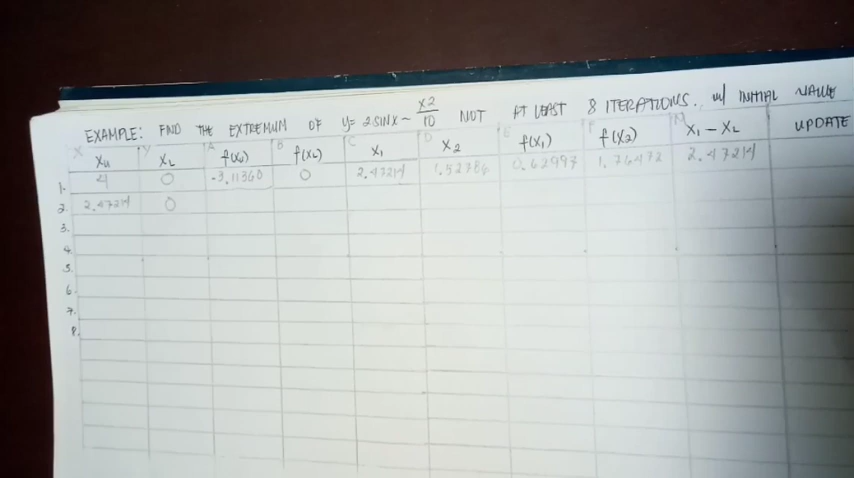 EXAMPLE: FIND THE EXTREMUM OF y= 2 SINX - x2/10 NOT AT LEAST 8 ITERATIONS. w/ INITIAL VALUE
X Y A B C D E F N
Xu XL f(Xu) f(XL) X1 X2 f(X1) f(X2) X1 - X2 UPDATE
1. 4 0 -3.11360 0 2.47214 1.52786 0.62997 1.76472 2.47214
2. 2.47214 0
3.
4.
5.
6.
7.
8.